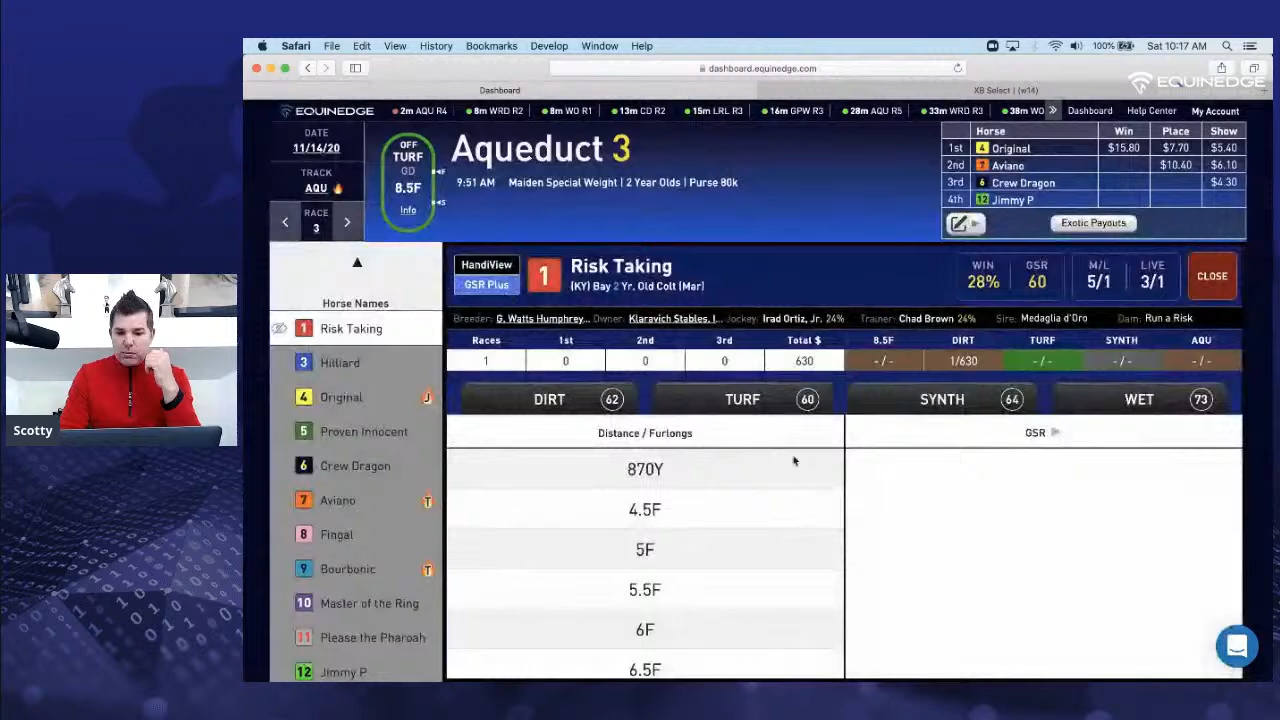 Safari File Edit View History Bookmarks Develop Window Help
100% Sat 10:17 AM
dashboard.equinedge.com
Dashboard
XB Select | (w14)
EQUINEDGE
EQUINEDGE
2m AQU R4 8m WRD R2 8m WO R1 13m CD R2 15m LRL R3 16m GPW R3 28m AQU R5 33m WRD R3 38m WO
Dashboard Help Center My Account
DATE
11/14/20
TRACK
AQU
RACE
3
OFF
TURF
GD
8.5F
Info
F
S
Aqueduct 3
9:51 AM Maiden Special Weight | 2 Year Olds | Purse 80k
Horse Win Place Show
1st 4 Original $15.80 $7.70 $5.40
2nd 7 Aviano $10.40 $6.10
3rd 6 Crew Dragon $4.30
4th 12 Jimmy P
Exotic Payouts
Horse Names
1 Risk Taking
3 Hilliard
4 Original J
5 Proven Innocent
6 Crew Dragon
7 Aviano T
8 Fingal
9 Bourbonic T
10 Master of the Ring
11 Please the Pharoah
12 Jimmy P
HandiView
GSR Plus
1
Risk Taking
(KY) Bay 2 Yr. Old Colt (Mar)
WIN GSR M/L LIVE
28% 60 5/1 3/1
CLOSE
Breeder: G. Watts Humphrey... Owner: Klaravich Stables, I... Jockey: Irad Ortiz, Jr. 24% Trainer: Chad Brown 24% Sire: Medaglia d'Oro Dam: Run a Risk
Races 1st 2nd 3rd Total $ 8.5F DIRT TURF SYNTH AQU
1 0 0 0 630 - / - 1/630 - / - - / - - / -
DIRT 62 TURF 60 SYNTH 64 WET 73
Distance / Furlongs GSR
870Y
4.5F
5F
5.5F
6F
6.5F
Scotty